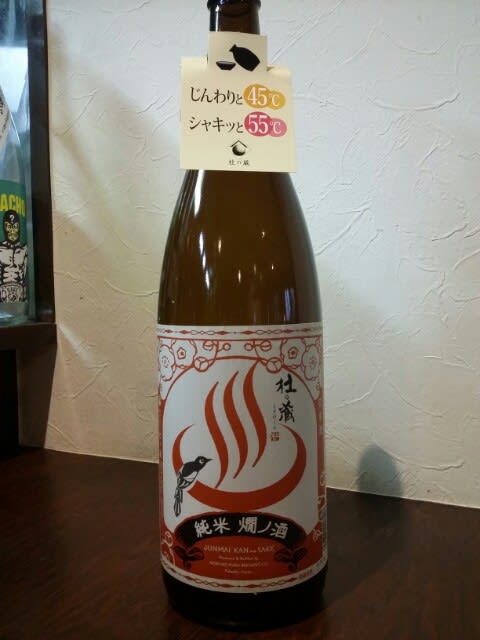 じんわりと45℃
シャキッと55℃
杜の蔵
杜の蔵
純米 燗ノ酒
JUNMAI KAN no SAKE